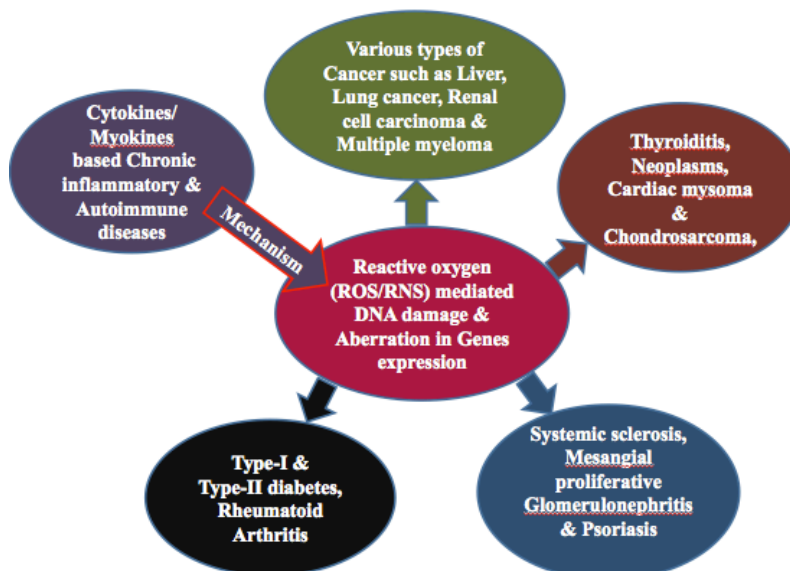 Various types of
Cancer such as Liver,
Lung cancer, Renal
cell carcinoma &
Multiple myeloma
Cytokines/
Myokines
based Chronic
inflammatory &
Autoimmune
diseases
Thyroiditis,
Neoplasms,
Cardiac mysoma
&
Chondrosarcoma,
Mechanism
Reactive oxygen
(ROS/RNS) mediated
DNA damage &
Aberration in Genes
expression
Type-I &
Type-II diabetes,
Rheumatoid
Arthritis
Systemic sclerosis,
Mesangial
proliferative
Glomerulonephritis
& Psoriasis